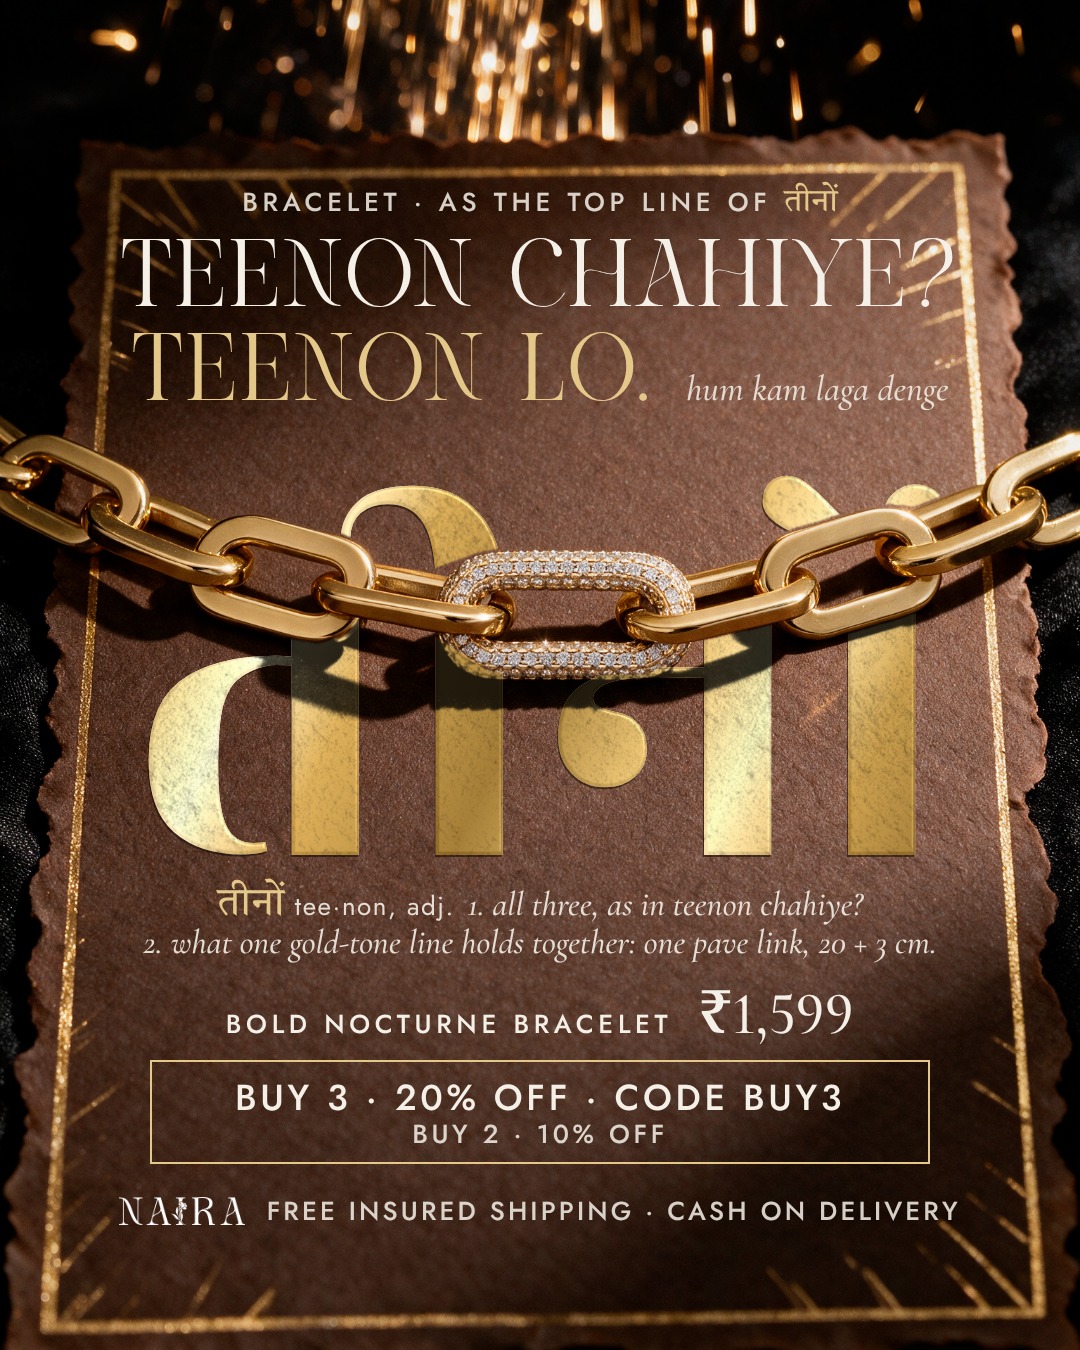 BRACELET · AS THE TOP LINE OF तीनों
TEENON CHAHIYE?
TEENON LO. hum kam laga denge
तीनों
तीनों tee·non, adj. 1. all three, as in teenon chahiye?
2. what one gold-tone line holds together: one pave link, 20 + 3 cm.
BOLD NOCTURNE BRACELET ₹1,599
BUY 3 · 20% OFF · CODE BUY3
BUY 2 · 10% OFF
NAIRA FREE INSURED SHIPPING · CASH ON DELIVERY